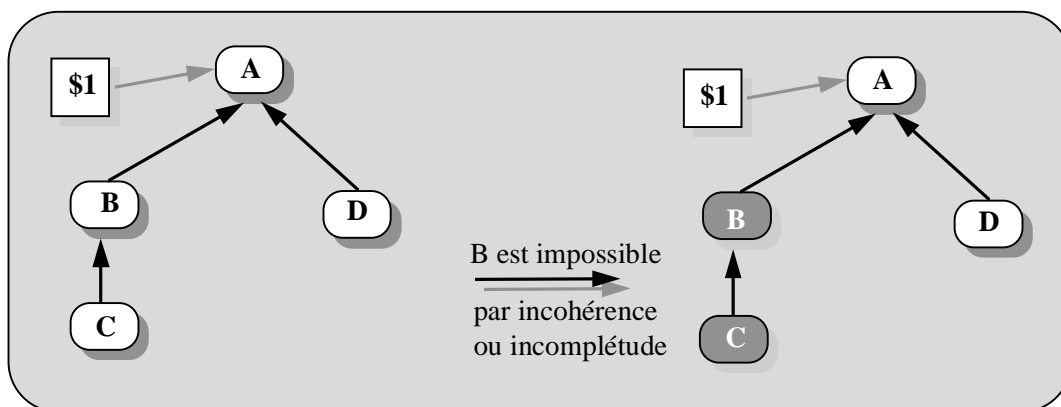 $1
A
B
D
C
B est impossible
par incohérence
ou incomplétude
$1
A
B
D
C